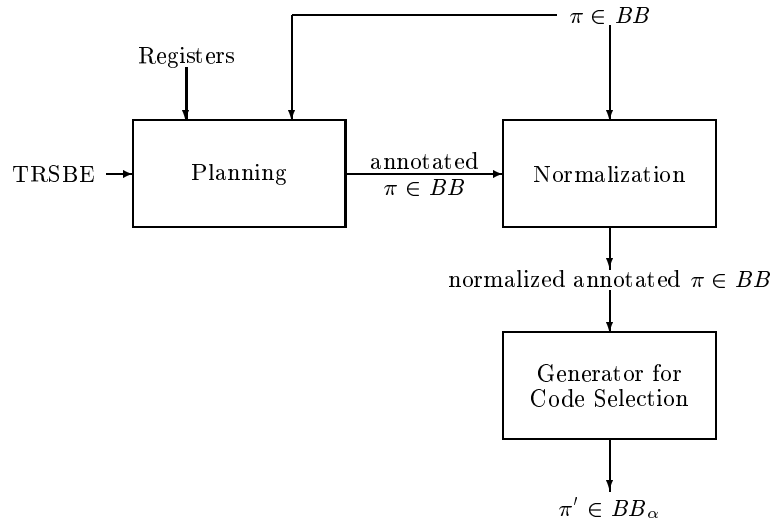 π ∈ BB
Registers
TRSBE
Planning
annotated
π ∈ BB
Normalization
normalized annotated π ∈ BB
Generator for
Code Selection
π′ ∈ BBα